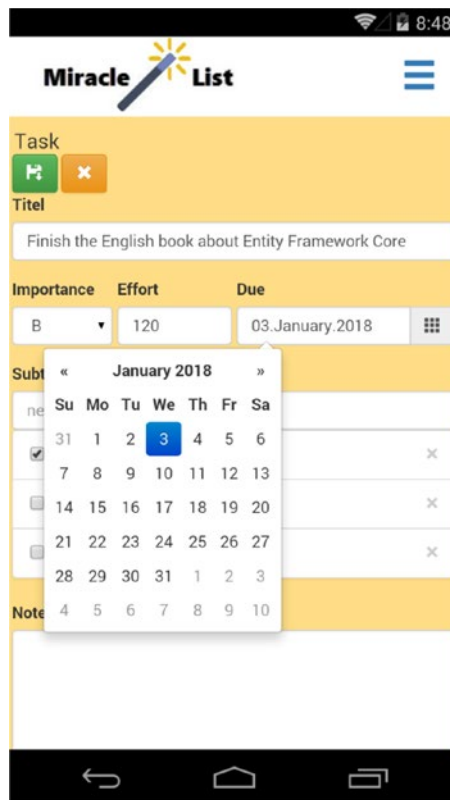 8:48
Miracle List
Task
Titel
Finish the English book about Entity Framework Core
Importance Effort Due
B 120 03.January.2018
Subt
« January 2018 »
ne
Su Mo Tu We Th Fr Sa
31 1 2 3 4 5 6
7 8 9 10 11 12 13
14 15 16 17 18 19 20
21 22 23 24 25 26 27
28 29 30 31 1 2 3
4 5 6 7 8 9 10
Note